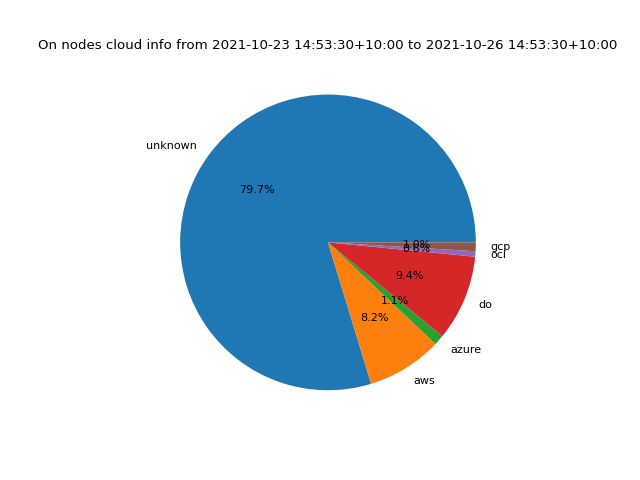 On nodes cloud info from 2021-10-23 14:53:30+10:00 to 2021-10-26 14:53:30+10:00
unknown
79.7%
1.0%
gcp
0.6%
oci
9.4%
do
1.1%
8.2%
azure
aws